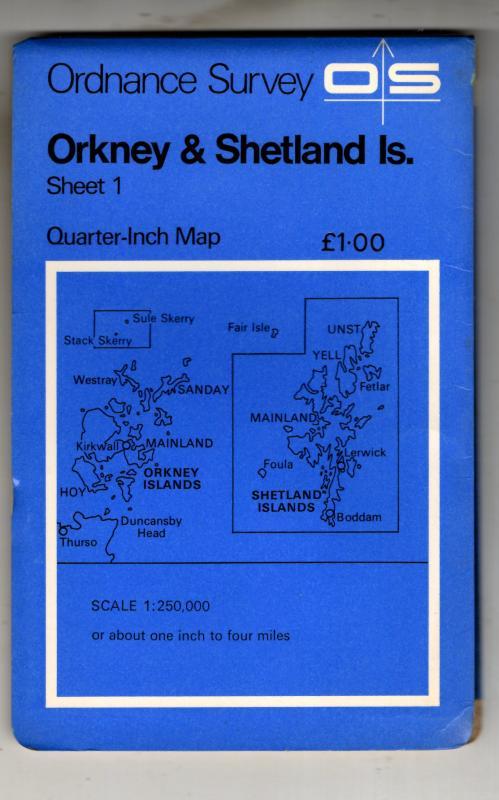 Ordnance Survey OS
Orkney & Shetland Is.
Sheet 1
Quarter-Inch Map £1·00
Sule Skerry
Stack Skerry
Westray
SANDAY
Kirkwall
MAINLAND
ORKNEY
ISLANDS
HOY
Duncansby
Head
Thurso
Fair Isle
UNST
YELL
Fetlar
MAINLAND
Lerwick
Foula
SHETLAND
ISLANDS
Boddam
SCALE 1:250,000
or about one inch to four miles